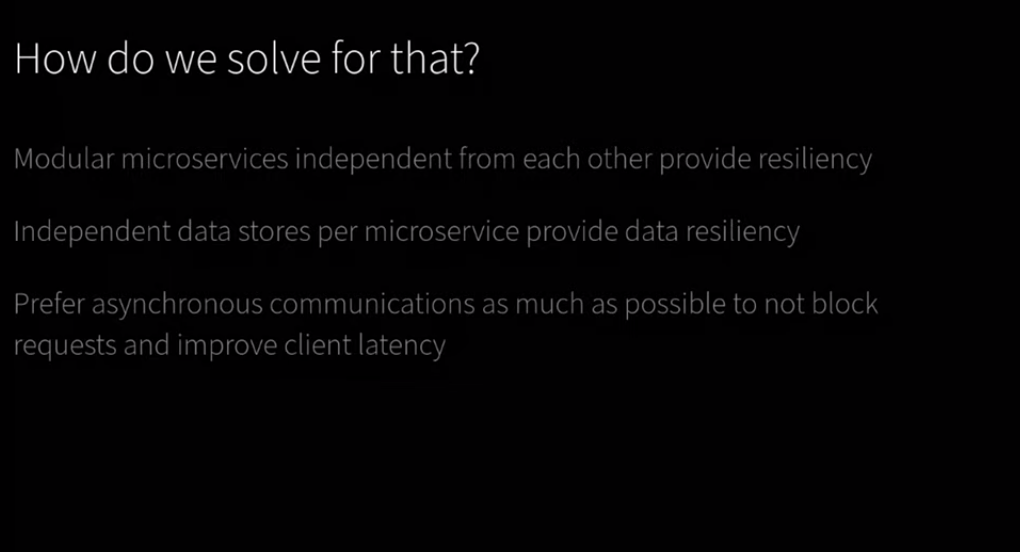 How do we solve for that?
Modular microservices independent from each other provide resiliency
Independent data stores per microservice provide data resiliency
Prefer asynchronous communications as much as possible to not block
requests and improve client latency